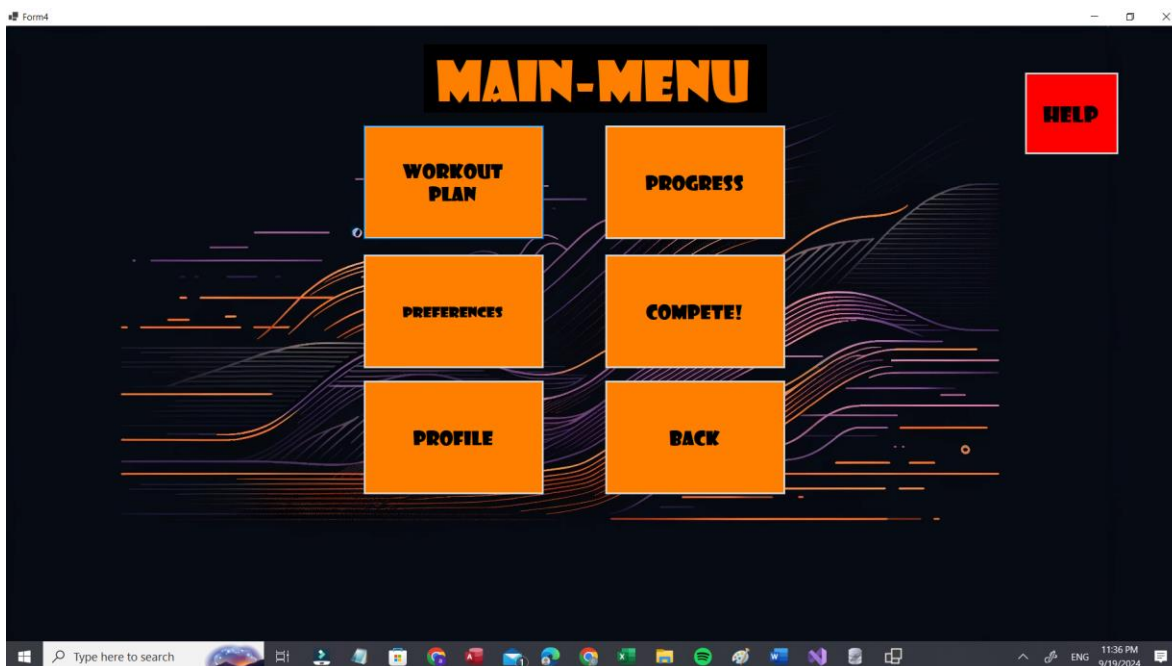 Form4
MAIN-MENU
HELP
WORKOUT
PLAN
PROGRESS
PREFERENCES
COMPETE!
PROFILE
BACK
Type here to search
ENG
11:36 PM
9/19/2024